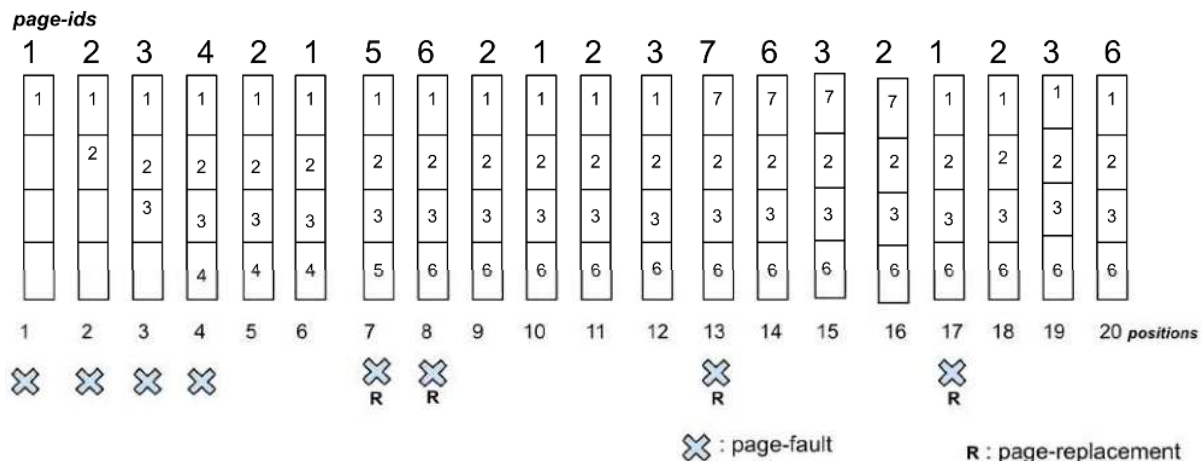 page-ids
1 2 3 4 2 1 5 6 2 1 2 3 7 6 3 2 1 2 3 6
1 1 1 1 1 1 1 1 1 1 1 1 7 7 7 7 1 1 1 1
2 2 2 2 2 2 2 2 2 2 2 2 2 2 2 2 2 2 2
3 3 3 3 3 3 3 3 3 3 3 3 3 3 3 3 3 3
4 4 4 5 6 6 6 6 6 6 6 6 6 6 6 6 6
1 2 3 4 5 6 7 8 9 10 11 12 13 14 15 16 17 18 19 20 positions
R R R R
: page-fault R : page-replacement